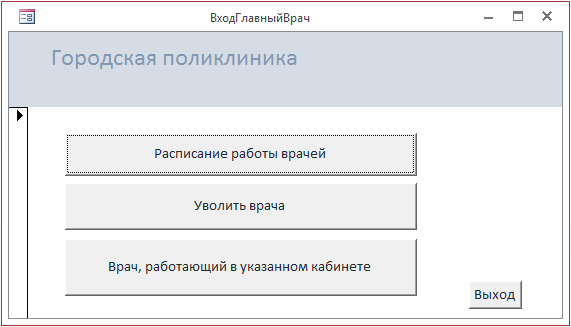 ВходГлавныйВрач
Городская поликлиника
Расписание работы врачей
Уволить врача
Врач, работающий в указанном кабинете
Выход